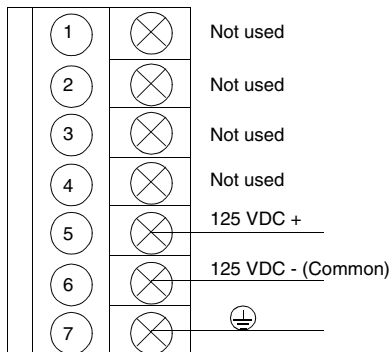 1 Not used
2 Not used
3 Not used
4 Not used
5 125 VDC +
6 125 VDC - (Common)
7